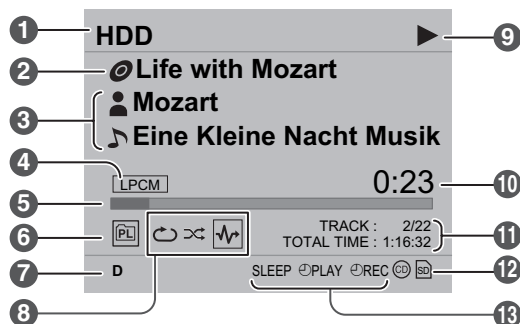 1 HDD 9
2 Life with Mozart
3 Mozart
Eine Kleine Nacht Musik
4 LPCM 0:23 10
5
6 PL TRACK : 2/22 11
TOTAL TIME : 1:16:32
7 D SLEEP PLAY REC CD SD 12
8 13